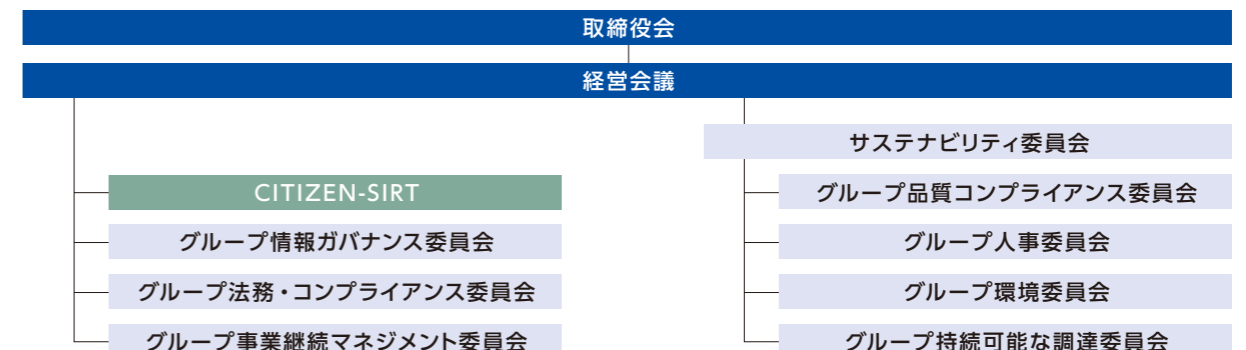 取締役会
経営会議
CITIZEN-SIRT
グループ情報ガバナンス委員会
グループ法務・コンプライアンス委員会
グループ事業継続マネジメント委員会
サステナビリティ委員会
グループ品質コンプライアンス委員会
グループ人事委員会
グループ環境委員会
グループ持続可能な調達委員会